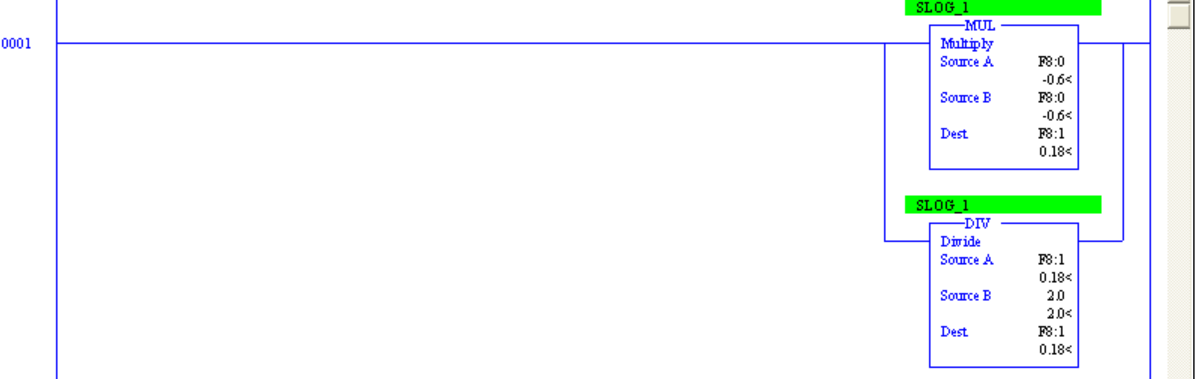 SLOG_1
MUL
0001
Multiply
Source A F8:0
-0.6<
Source B F8:0
-0.6<
Dest F8:1
0.18<
SLOG_1
DIV
Divide
Source A F8:1
0.18<
Source B 2.0
2.0<
Dest F8:1
0.18<